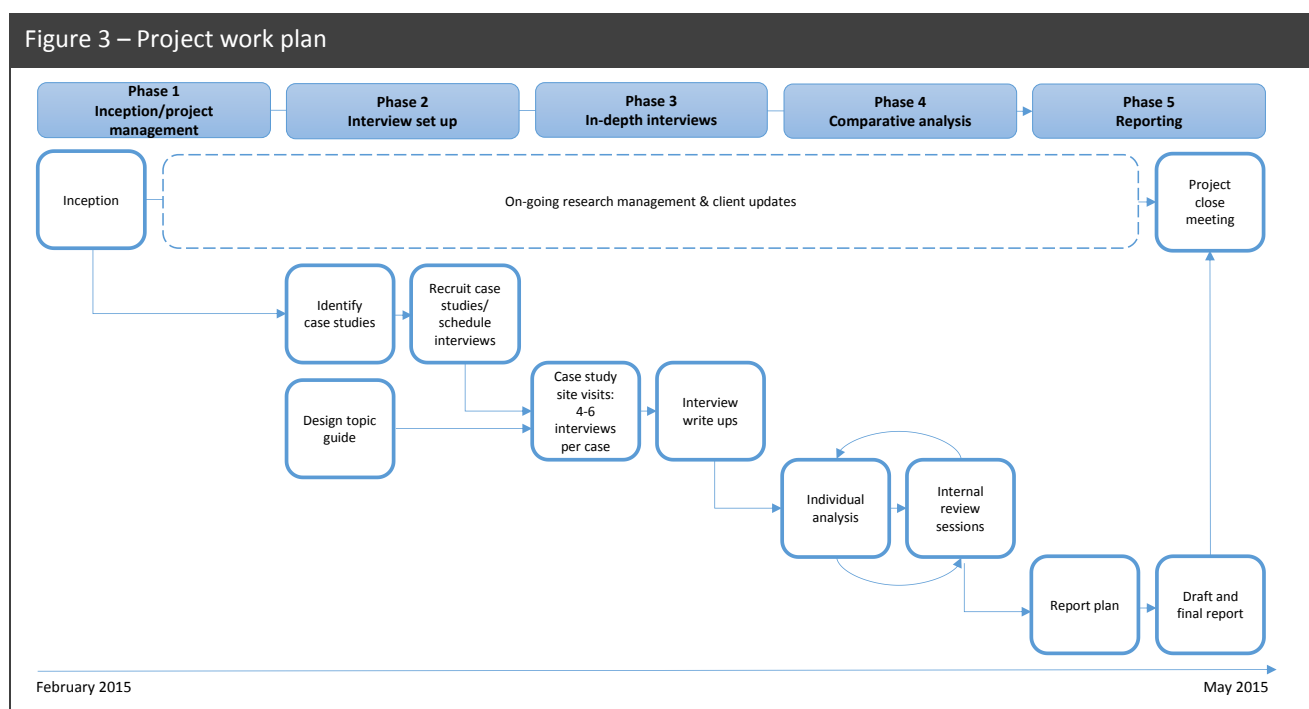 Figure 3 – Project work plan
Phase 1
Inception/project
management
Phase 2
Interview set up
Phase 3
In-depth interviews
Phase 4
Comparative analysis
Phase 5
Reporting
Inception
On-going research management & client updates
Project
close
meeting
Identify
case studies
Recruit case
studies/
schedule
interviews
Design topic
guide
Case study
site visits:
4-6
interviews
per case
Interview
write ups
Individual
analysis
Internal
review
sessions
Report plan
Draft and
final report
February 2015
May 2015